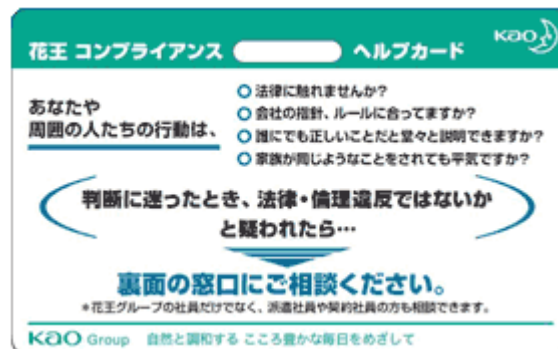 花王 コンプライアンス ヘルプカード
Kao
あなたや
周囲の人たちの行動は、
法律に触れませんか?
会社の指針、ルールに合ってますか?
誰にでも正しいことだと堂々と説明できますか?
家族が同じようなことをされても平気ですか?
判断に迷ったとき、法律・倫理違反ではないか
と疑われたら…
裏面の窓口にご相談ください。
*花王グループの社員だけでなく、派遣社員や契約社員の方も相談できます。
Kao Group 自然と調和する こころ豊かな毎日をめざして